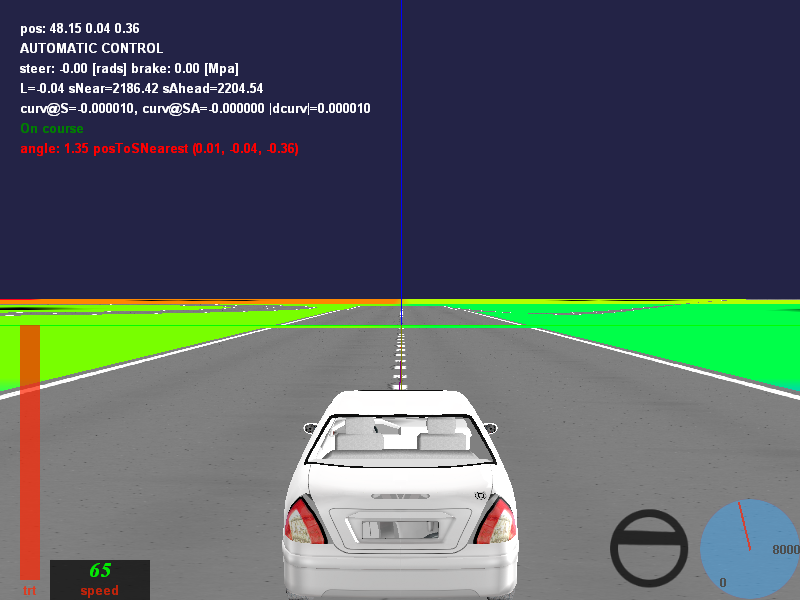 pos: 48.15 0.04 0.36
AUTOMATIC CONTROL
steer: -0.00 [rads] brake: 0.00 [Mpa]
L=-0.04 sNear=2186.42 sAhead=2204.54
curv@S=-0.000010, curv@SA=-0.000000 |dcurv|=0.000010
On course
angle: 1.35 posToSNearest (0.01, -0.04, -0.36)
8000
65
0
trt
speed